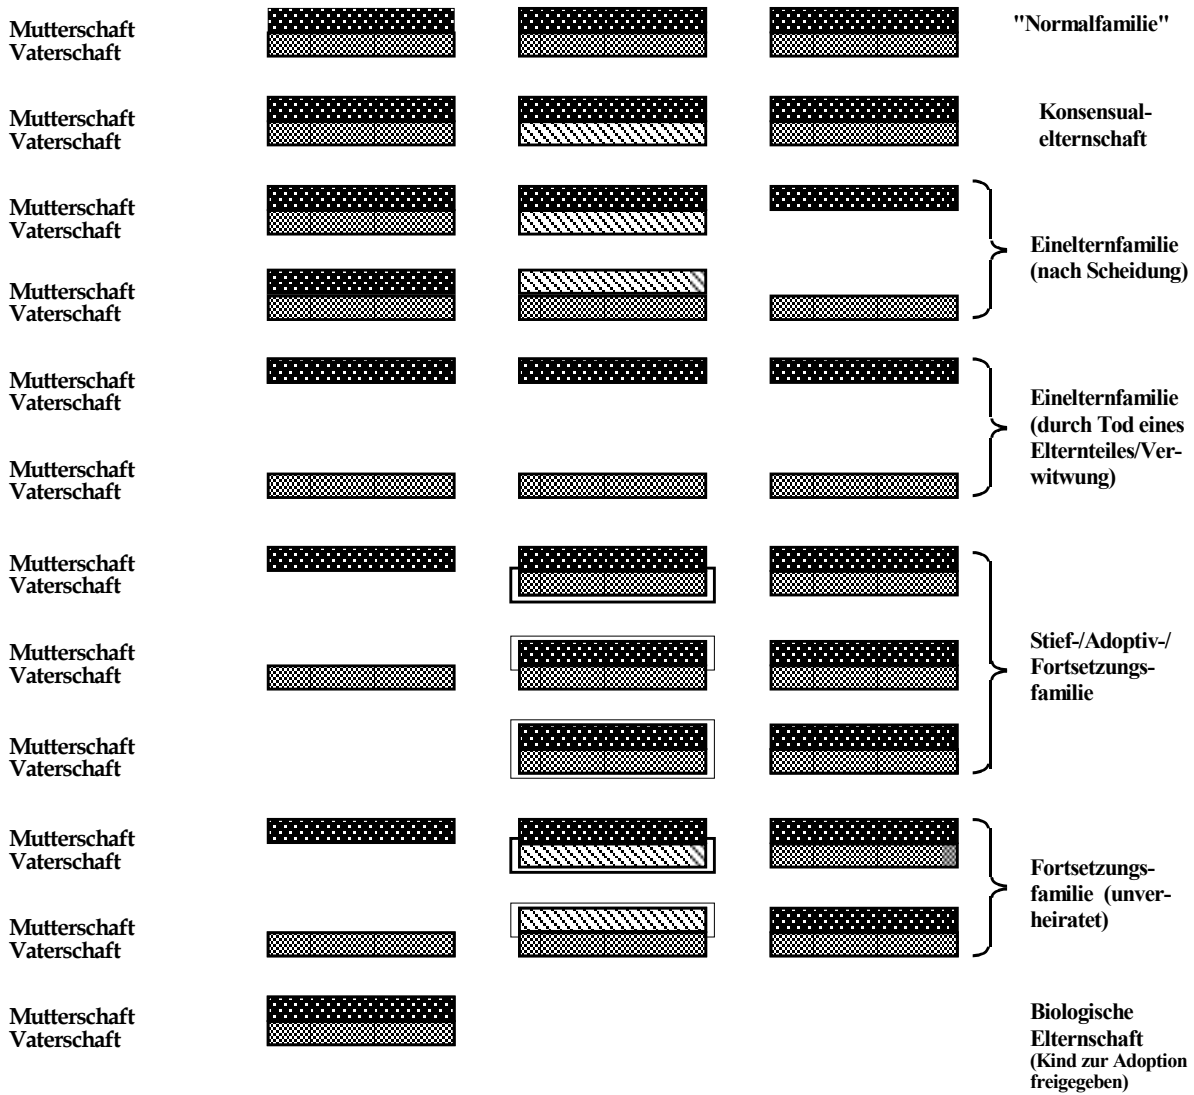 Mutterschaft
Vaterschaft
"Normalfamilie"
Mutterschaft
Vaterschaft
Konsensual-
elternschaft
Mutterschaft
Vaterschaft
Mutterschaft
Vaterschaft
Einelternfamilie
(nach Scheidung)
Mutterschaft
Vaterschaft
Mutterschaft
Vaterschaft
Einelternfamilie
(durch Tod eines
Elternteiles/Ver-
witwung)
Mutterschaft
Vaterschaft
Mutterschaft
Vaterschaft
Mutterschaft
Vaterschaft
Stief-/Adoptiv-/
Fortsetzungs-
familie
Mutterschaft
Vaterschaft
Mutterschaft
Vaterschaft
Fortsetzungs-
familie (unver-
heiratet)
Mutterschaft
Vaterschaft
Biologische
Elternschaft
(Kind zur Adoption
freigegeben)